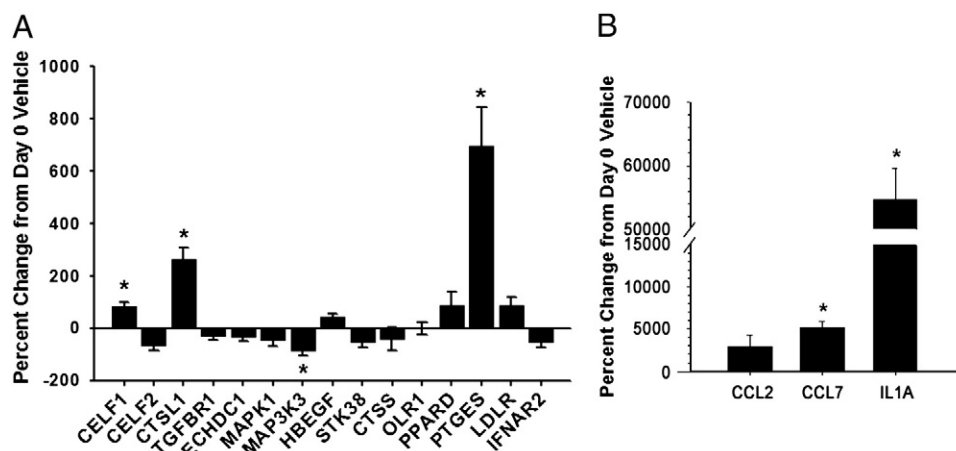 A
Percent Change from Day 0 Vehicle
1000
800
600
400
200
0
-200
*
*
*
*
CELF1
CELF2
CTSL1
TGFBR1
ECHDC1
MAPK1
MAP3K3
HBEGF
STK38
CTSS
OLR1
PPARD
PTGES
LDLR
IFNAR2
B
Percent Change from Day 0 Vehicle
70000
60000
50000
15000
10000
5000
0
*
*
CCL2
CCL7
IL1A